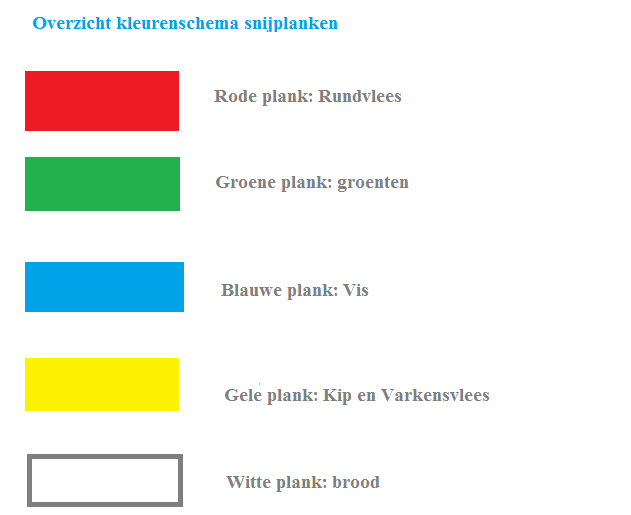 Overzicht kleurenschema snijplanken
Rode plank: Rundvlees
Groene plank: groenten
Blauwe plank: Vis
Gele plank: Kip en Varkensvlees
Witte plank: brood